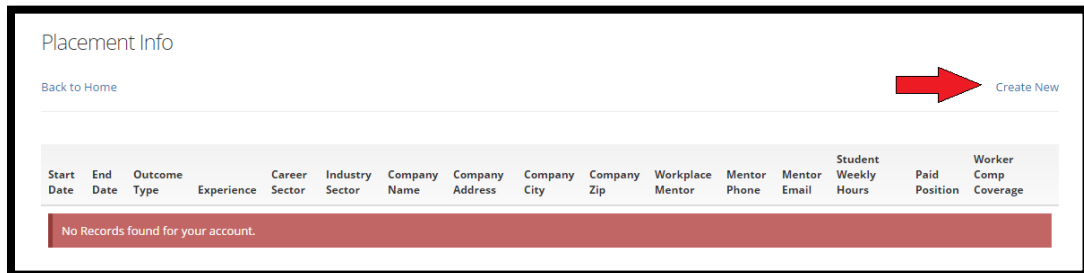 Placement Info
Back to Home
Create New
Start Date
End Date
Outcome Type
Experience
Career Sector
Industry Sector
Company Name
Company Address
Company City
Company Zip
Workplace Mentor
Mentor Phone
Mentor Email
Student Weekly Hours
Paid Position
Worker Comp Coverage
No Records found for your account.